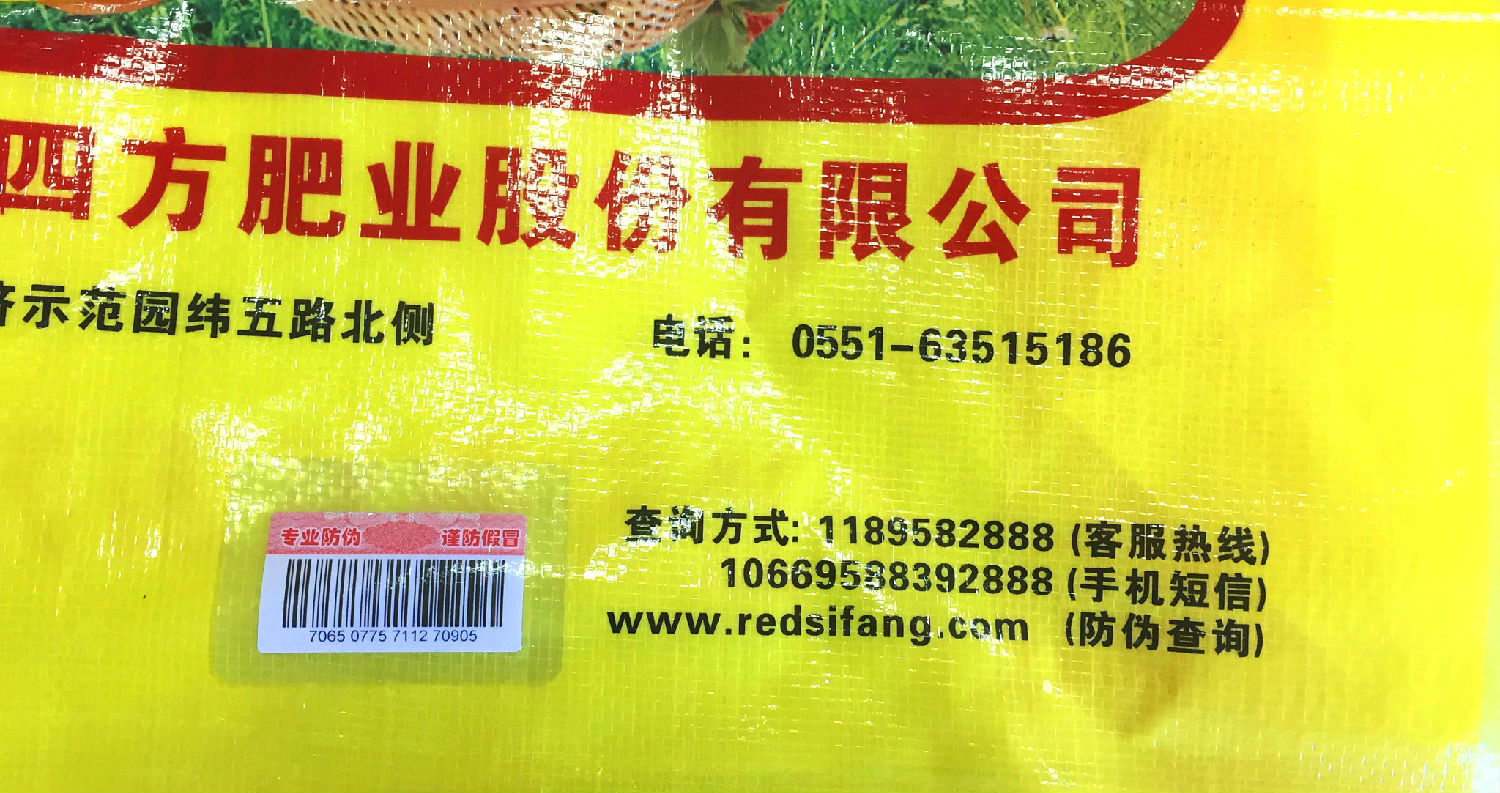 四方肥业股份有限公司
济示范园纬五路北侧
电话： 0551-63515186
专业防伪 谨防假冒
7065 0775 7112 70905
查询方式: 1189582888 (客服热线)
10669588392888 (手机短信)
www.redsifang.com (防伪查询)